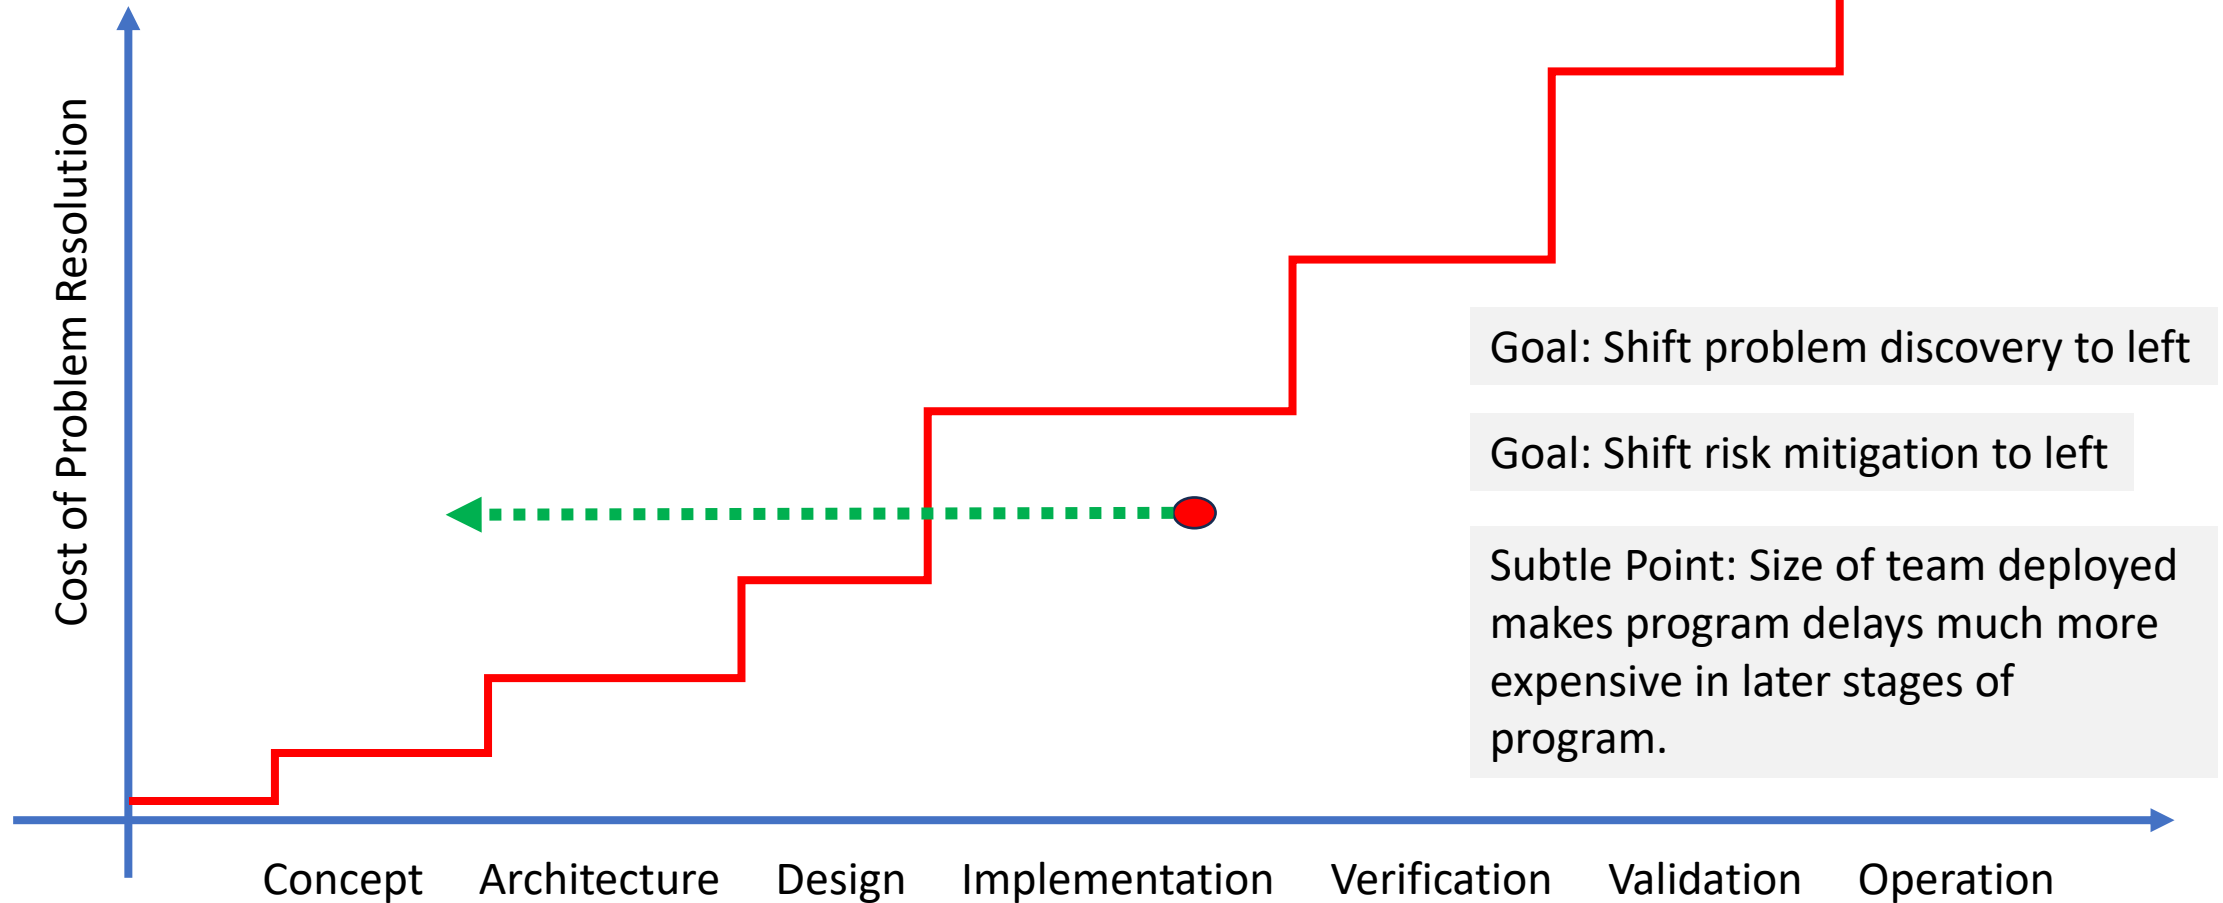 Cost of Problem Resolution
Goal: Shift problem discovery to left
Goal: Shift risk mitigation to left
Subtle Point: Size of team deployed
makes program delays much more
expensive in later stages of
program.
Concept Architecture Design Implementation Verification Validation Operation